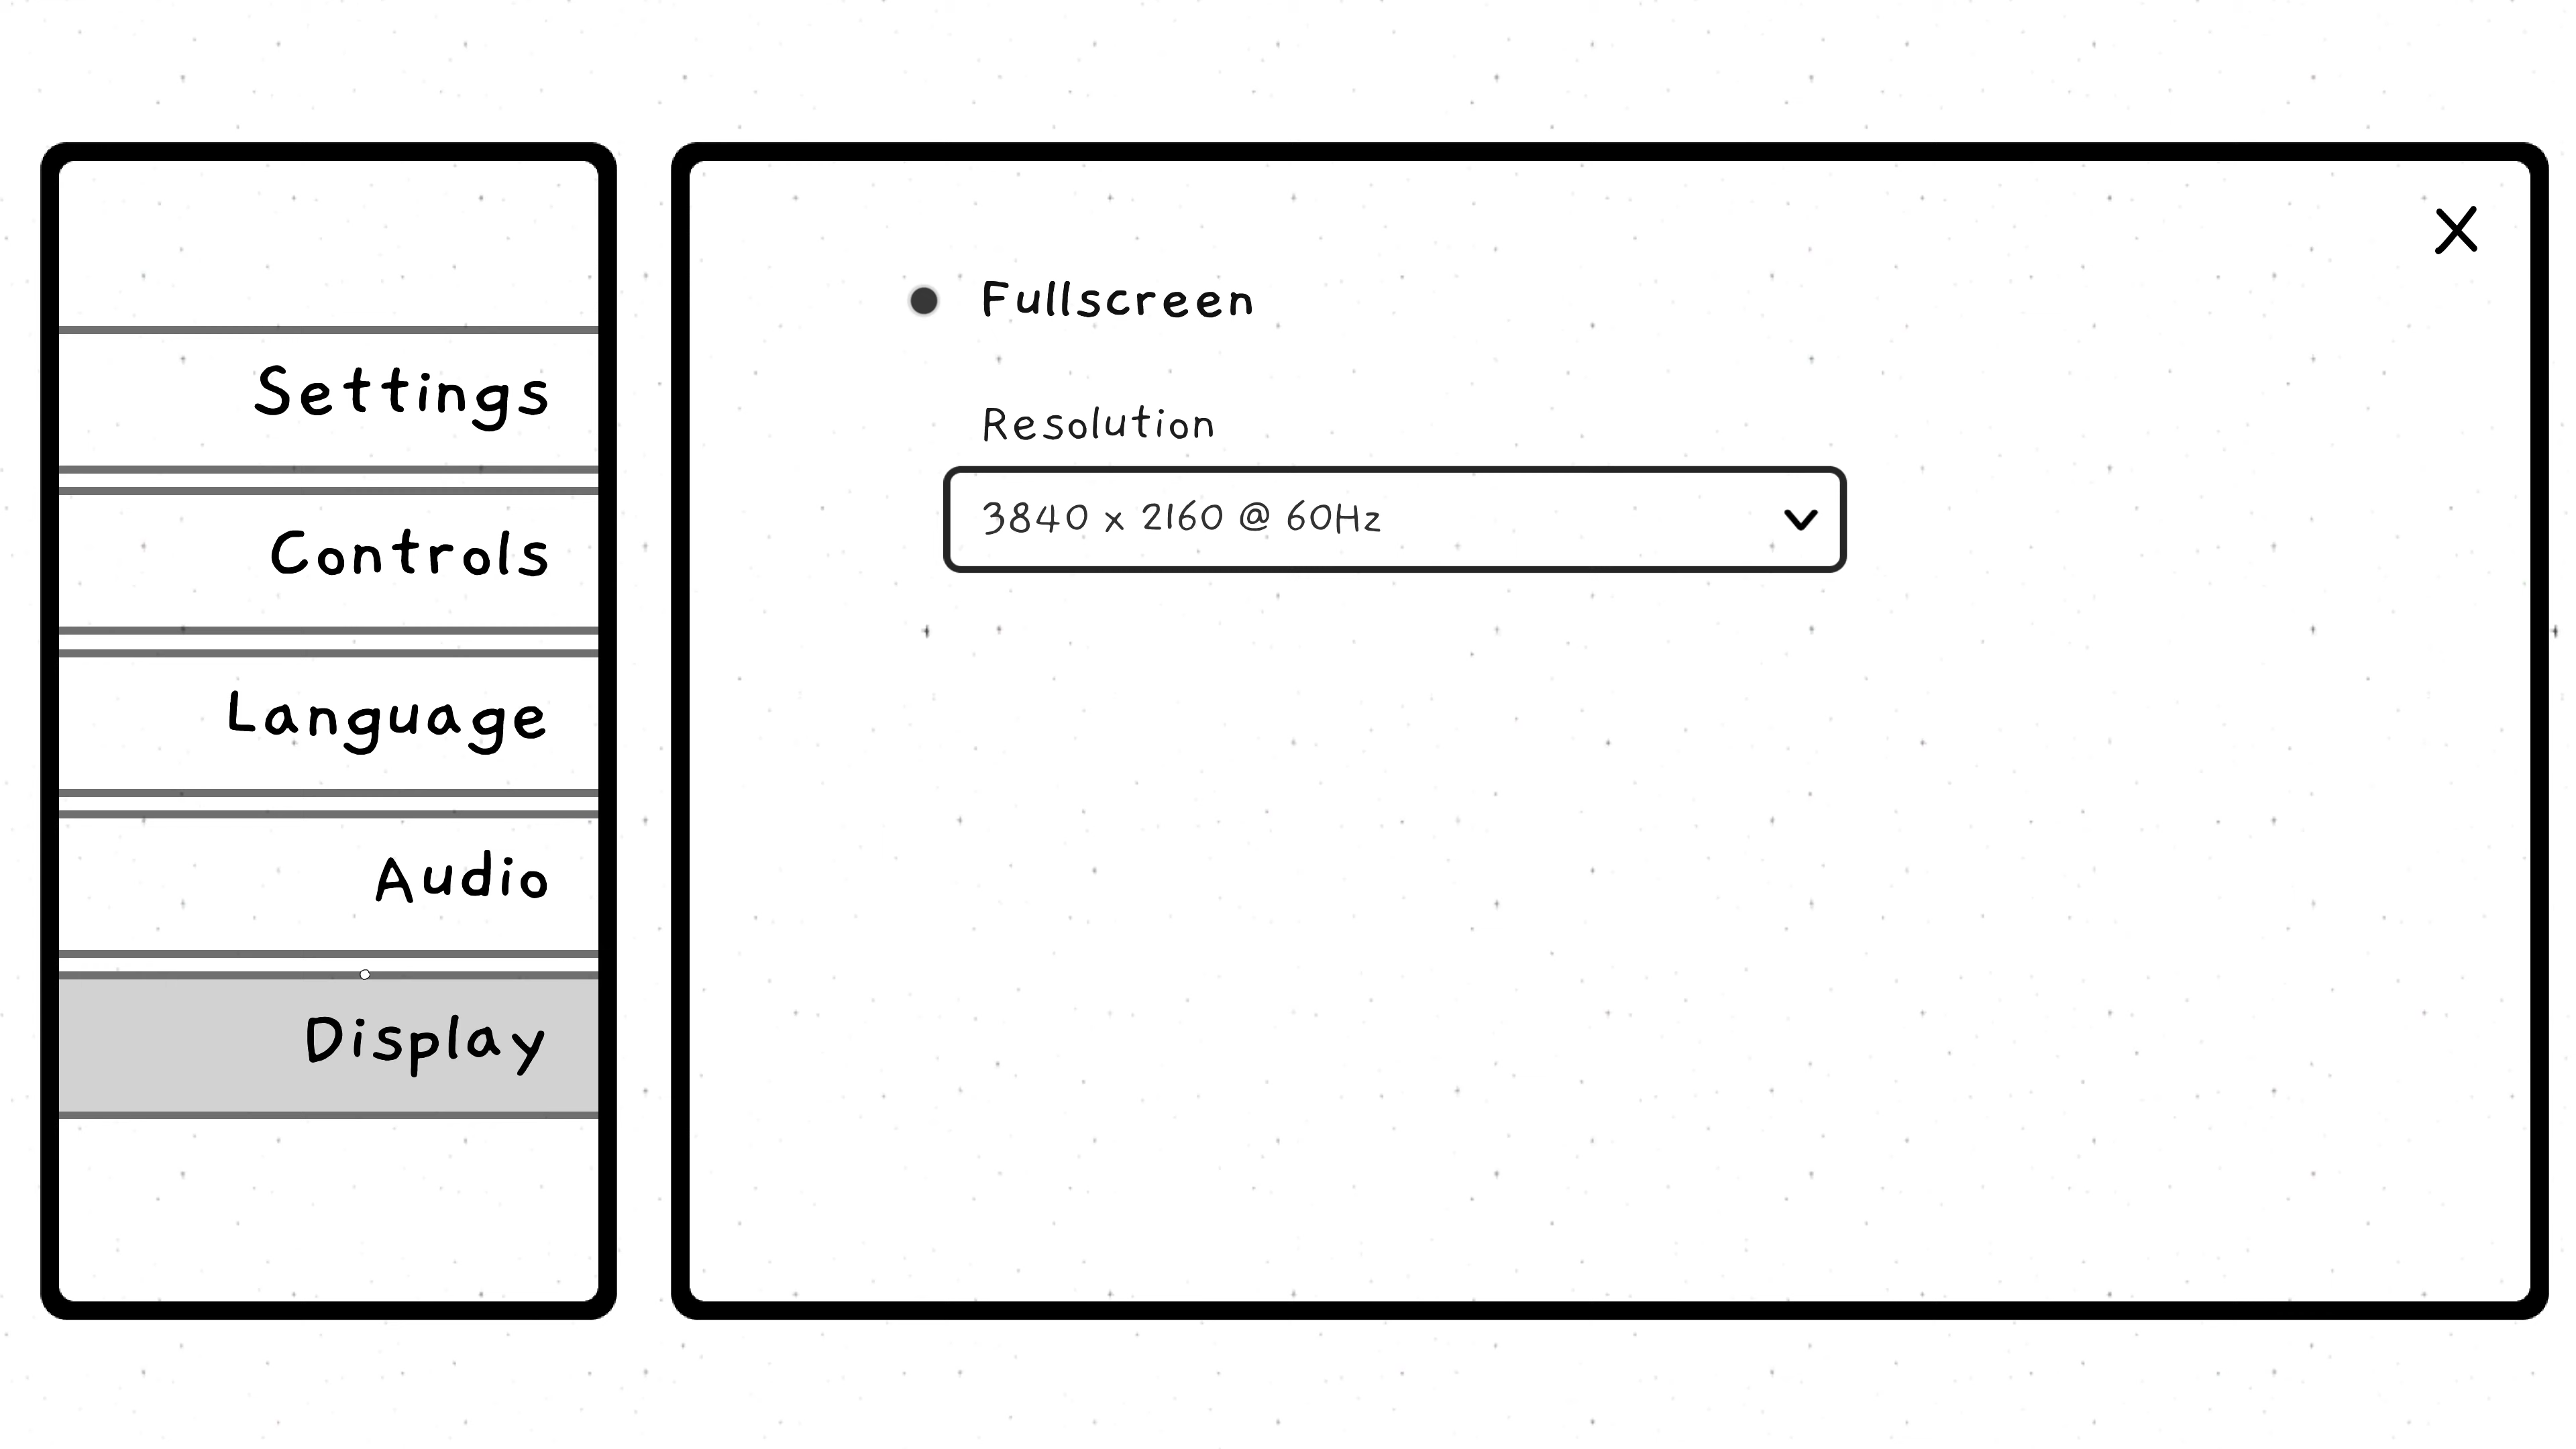 Settings
Controls
Language
Audio
Display
Fullscreen
Resolution
3840 x 2160 @ 60Hz